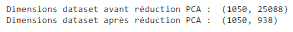 Dimensions dataset avant réduction PCA :  (1050, 25088)
Dimensions dataset après réduction PCA :  (1050, 938)